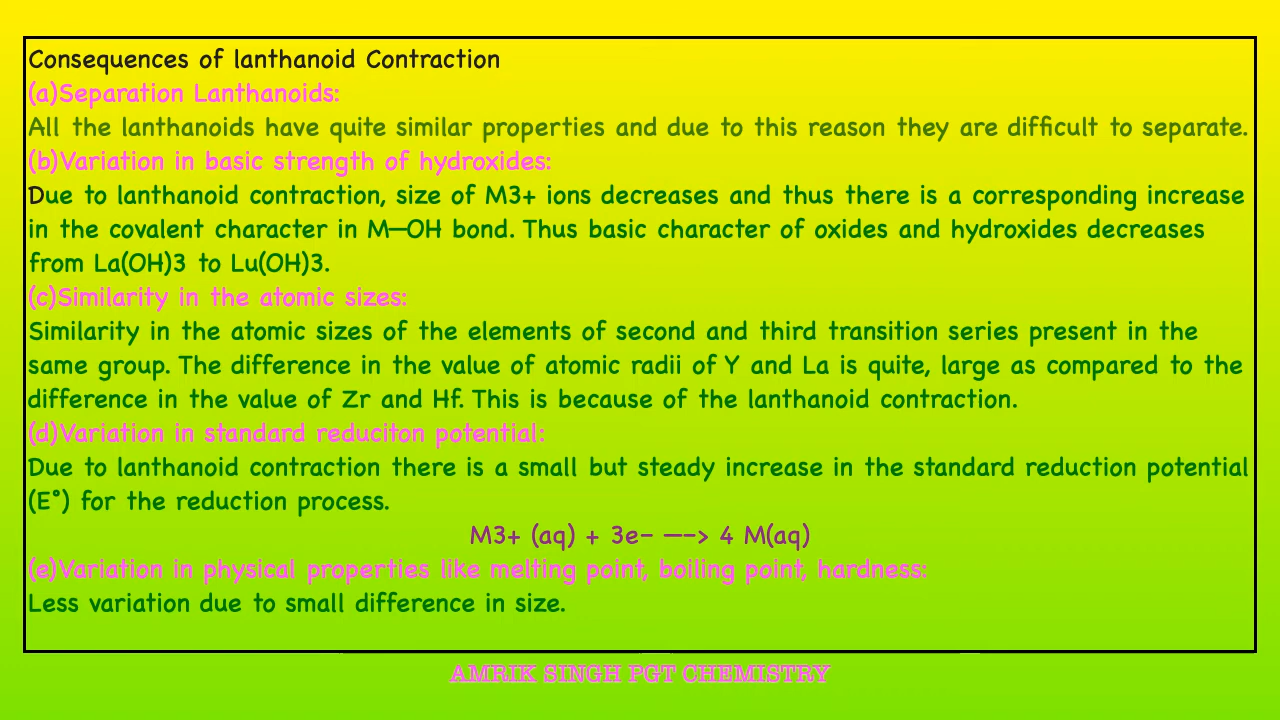 Consequences of lanthanoid Contraction
(a)Separation Lanthanoids:
All the lanthanoids have quite similar properties and due to this reason they are difficult to separate.
(b)Variation in basic strength of hydroxides:
Due to lanthanoid contraction, size of M3+ ions decreases and thus there is a corresponding increase
in the covalent character in M—OH bond. Thus basic character of oxides and hydroxides decreases
from La(OH)3 to Lu(OH)3.
(c)Similarity in the atomic sizes:
Similarity in the atomic sizes of the elements of second and third transition series present in the
same group. The difference in the value of atomic radii of Y and La is quite, large as compared to the
difference in the value of Zr and Hf. This is because of the lanthanoid contraction.
(d)Variation in standard reduciton potential:
Due to lanthanoid contraction there is a small but steady increase in the standard reduction potential
(E°) for the reduction process.
M3+ (aq) + 3e− —−> 4 M(aq)
(e)Variation in physical properties like melting point, boiling point, hardness:
Less variation due to small difference in size.
AMRIK SINGH PGT CHEMISTRY